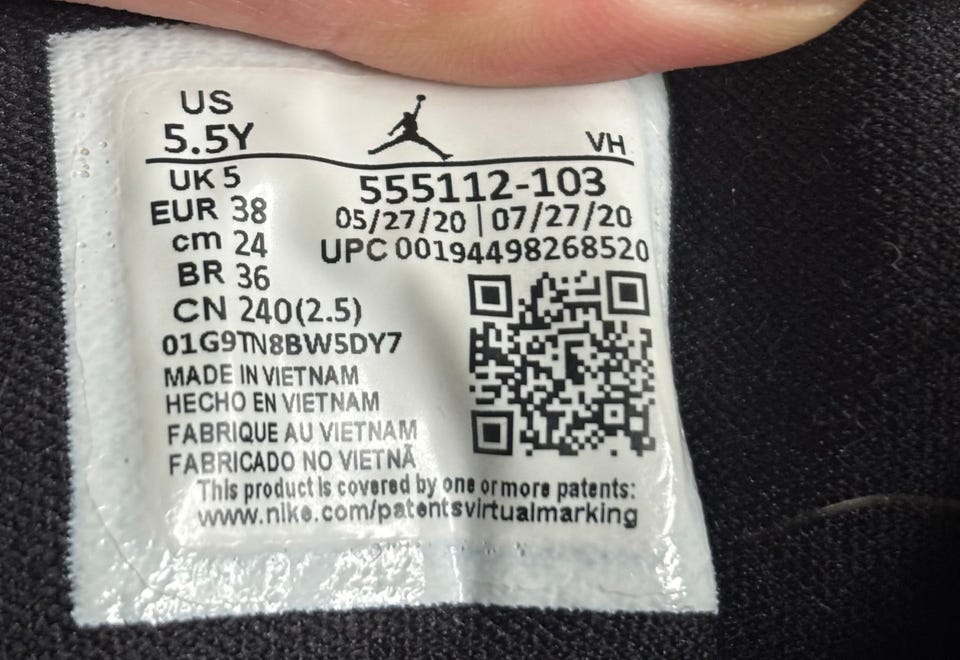 US
5.5Y
VH
UK 5
555112-103
EUR 38
05/27/20 | 07/27/20
cm 24
UPC 00194498268520
BR 36
CN 240(2.5)
01G9TN8BW5DY7
MADE IN VIETNAM
HECHO EN VIETNAM
FABRIQUE AU VIETNAM
FABRICADO NO VIETNÃ
This product is covered by one or more patents:
www.nike.com/patentsvirtualmarking